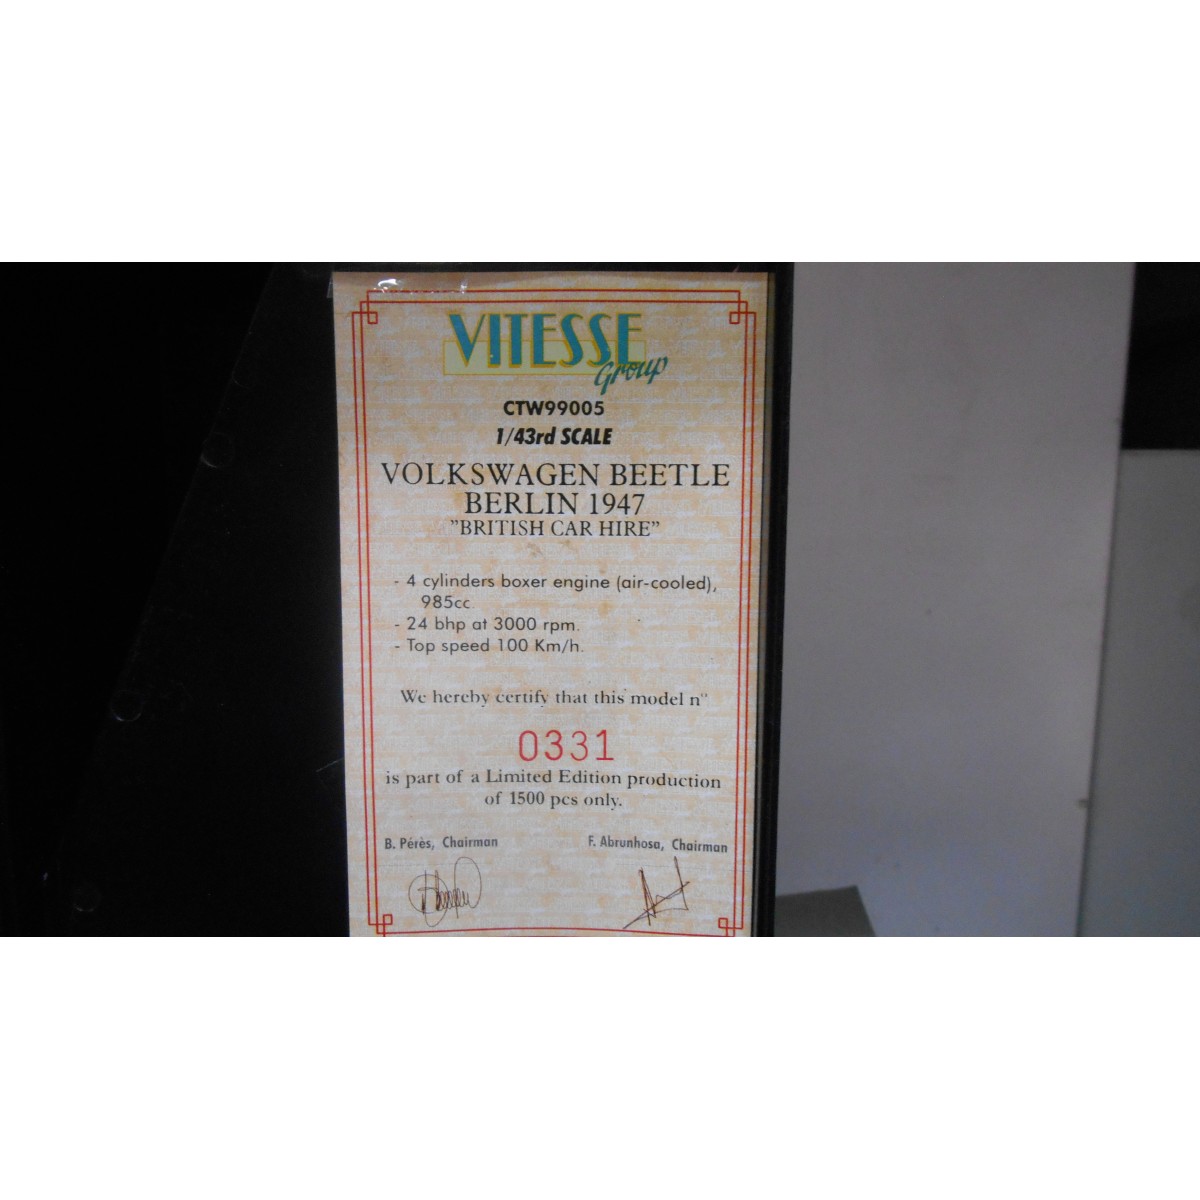 VITESSE
Group
CTW99005
1/43rd SCALE
VOLKSWAGEN BEETLE
BERLIN 1947
"BRITISH CAR HIRE"
- 4 cylinders boxer engine (air-cooled),
985cc.
- 24 bhp at 3000 rpm.
- Top speed 100 Km/h.
We hereby certify that this model n°
0331
is part of a Limited Edition production
of 1500 pcs only.
B. Pérès, Chairman
F. Abrunhosa, Chairman